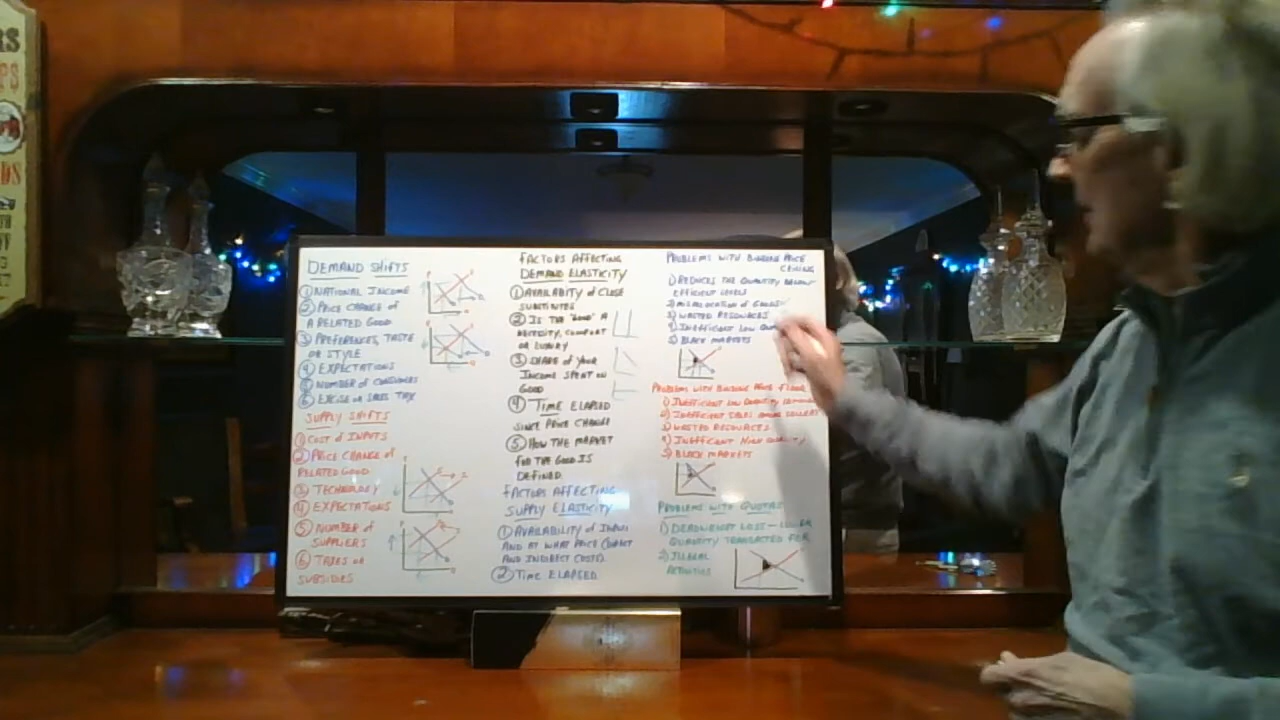 DEMAND SHIFTS
① NATIONAL INCOME
② PRICE CHANGE of
A RELATED GOOD
③ PREFERENCES, TASTE
OR STYLE
④ EXPECTATIONS
⑤ NUMBER of CONSUMERS
⑥ EXCISE OR SALES TAX
SUPPLY SHIFTS
① COST of INPUTS
② PRICE CHANGE of
RELATED GOOD
③ TECHNOLOGY
④ EXPECTATIONS
⑤ NUMBER of
SUPPLIERS
⑥ TAXES OR
FACTORS AFFECTING
DEMAND ELASTICITY
① AVAILABITY of CLOSE
② IS THE "GOOD" A
NECESSITY, COMFORT
OR LUXURY
③ SHARE of YOUR
INCOME SPENT ON
GOOD
④ TIME ELAPSED
SINCE PRICE CHANGE
⑤ HOW THE MARKET
FOR THE GOOD IS
DEFINED
FACTORS AFFECTING
SUPPLY ELASTICITY
① AVAILABILITY of INPUT
AND AT WHAT PRICE (DIRECT
AND INDIRECT COSTS)
② TIME ELAPSED
PROBLEMS WITH BINDING PRICE
CEILING
1) REDUCES THE QUANTITY BELOW
EFFICIENT LEVELS
2) MISALLOCATION of GOODS
3) WASTED RESOURCES
4) INEFFICIENT LOW
5) BLACK MARKETS
PROBLEMS WITH BINDING PRICE FLOOR
1) INEFFICIENT LOW QUANTITY
2) INEFFICIENT SALES AMONG SELLERS
3) WASTED RESOURCES
4) INEFFICIENT HIGH QUALITY
5) BLACK MARKETS
PROBLEMS WITH QUOTAS
1) DEADWEIGHT LOSS - LOWER
QUANTITY TRANSACTED FOR
2) ILLEGAL
ACTIVITIES